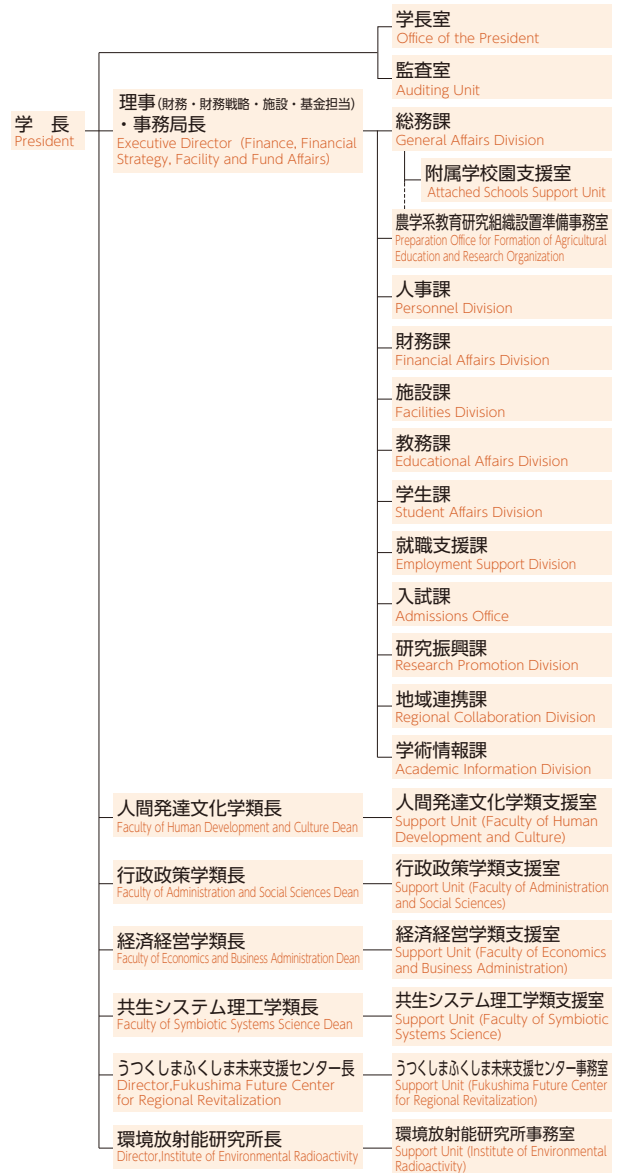 学長室
Office of the President
監査室
Auditing Unit
学　長
President
理事(財務・財務戦略・施設・基金担当)
・事務局長
Executive Director（Finance, Financial
Strategy, Facility and Fund Affairs）
総務課
General Affairs Division
附属学校園支援室
Attached Schools Support Unit
農学系教育研究組織設置準備事務室
Preparation Office for Formation of Agricultural
Education and Research Organization
人事課
Personnel Division
財務課
Financial Affairs Division
施設課
Facilities Division
教務課
Educational Affairs Division
学生課
Student Affairs Division
就職支援課
Employment Support Division
入試課
Admissions Office
研究振興課
Research Promotion Division
地域連携課
Regional Collaboration Division
学術情報課
Academic Information Division
人間発達文化学類長
Faculty of Human Development and Culture Dean
人間発達文化学類支援室
Support Unit (Faculty of Human
Development and Culture)
行政政策学類長
Faculty of Administration and Social Sciences Dean
行政政策学類支援室
Support Unit (Faculty of Administration
and Social Sciences)
経済経営学類長
Faculty of Economics and Business Administration Dean
経済経営学類支援室
Support Unit (Faculty of Economics
and Business Administration)
共生システム理工学類長
Faculty of Symbiotic Systems Science Dean
共生システム理工学類支援室
Support Unit (Faculty of Symbiotic
Systems Science)
うつくしまふくしま未来支援センター長
Director,Fukushima Future Center
for Regional Revitalization
うつくしまふくしま未来支援センター事務室
Support Unit (Fukushima Future Center
for Regional Revitalization)
環境放射能研究所長
Director,Institute of Environmental Radioactivity
環境放射能研究所事務室
Support Unit (Institute of Environmental
Radioactivity)